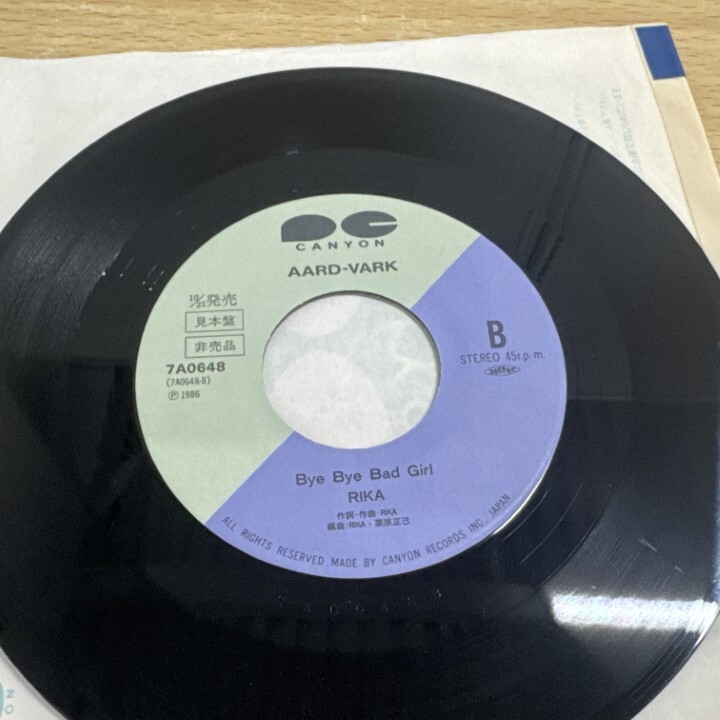 CANYON
AARD-VARK
10/21発売
見本盤
非売品
7A0648
(7A0648-B)
Ⓟ 1986
B
STEREO 45r.p.m.
Bye Bye Bad Girl
RIKA
作詞・作曲:RIKA
編曲:RIKA・栗原正己
ALL RIGHTS RESERVED. MADE BY CANYON RECORDS INC. JAPAN